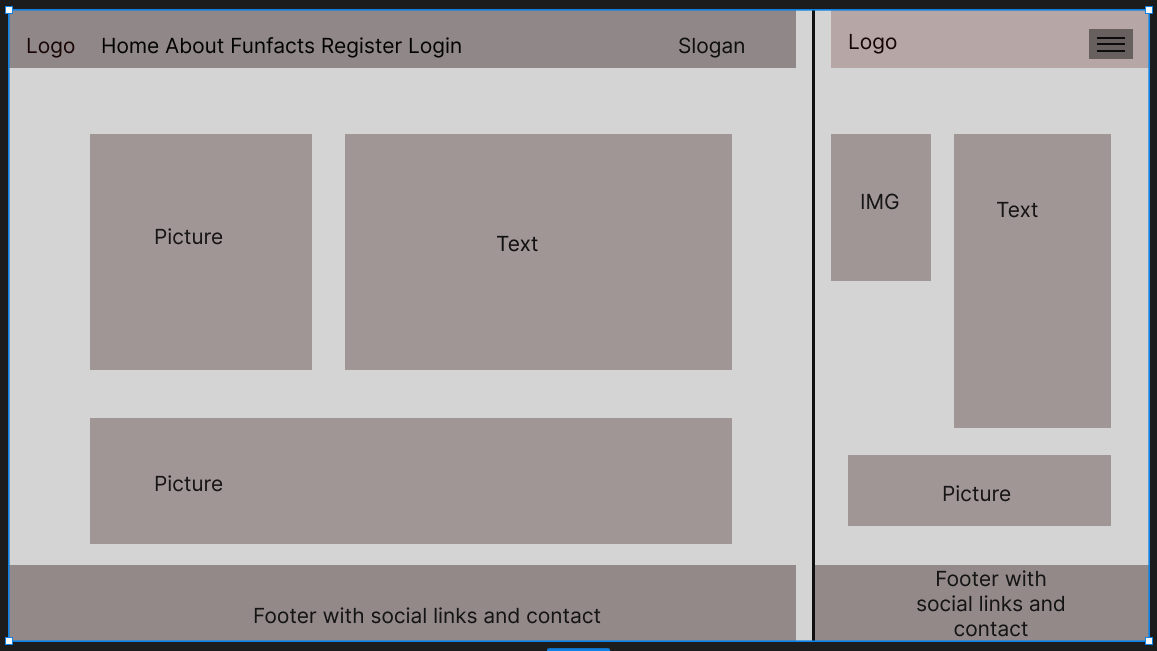 Logo
Home About Funfacts Register Login
Slogan
Picture
Text
Picture
Footer with social links and contact
Logo
IMG
Text
Picture
Footer with
social links and
contact